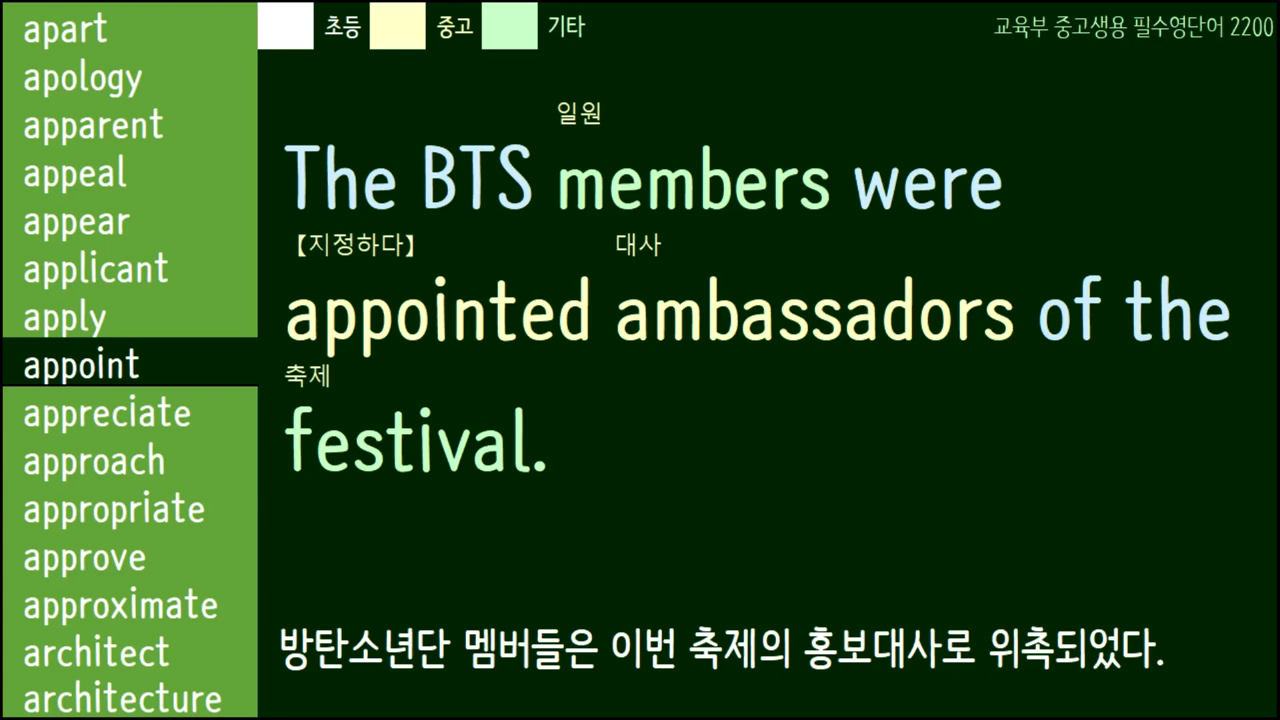 apart
apology
apparent
appeal
appear
applicant
apply
appoint
appreciate
approach
appropriate
approve
approximate
architect
architecture
초등 중고 기타
교육부 중고생용 필수영단어 2200
일원
The BTS members were
【지정하다】 대사
appointed ambassadors of the
축제
festival.
방탄소년단 멤버들은 이번 축제의 홍보대사로 위촉되었다.